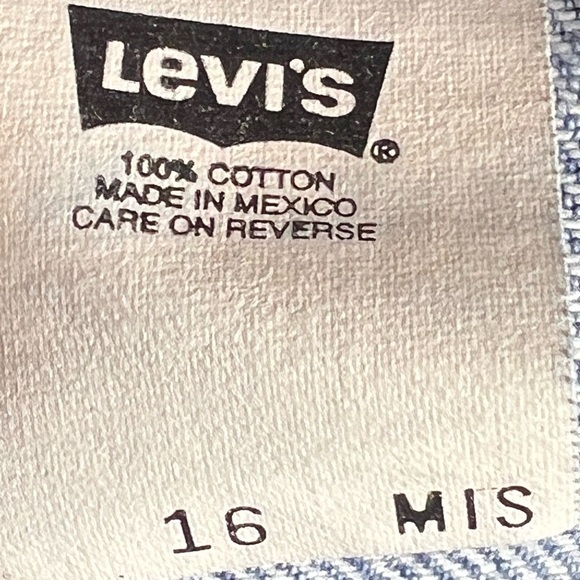 LEVI'S ®
100% COTTON
MADE IN MEXICO
CARE ON REVERSE
16 MIS